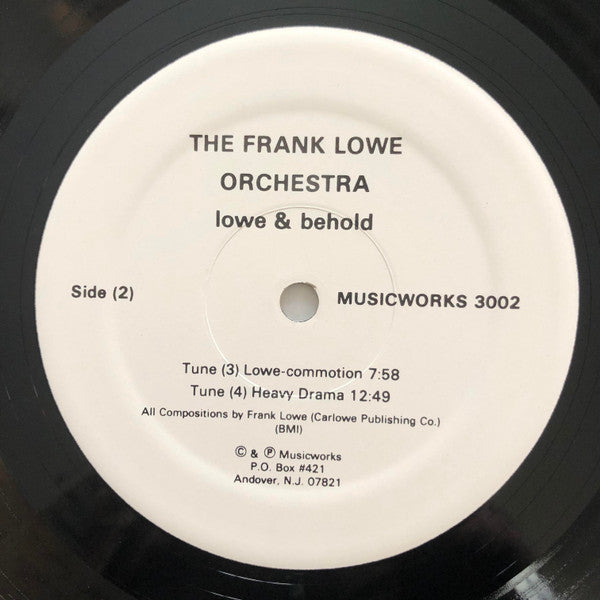 THE FRANK LOWE
ORCHESTRA
lowe & behold
Side (2)
MUSICWORKS 3002
Tune (3) Lowe-commotion 7:58
Tune (4) Heavy Drama 12:49
All Compositions by Frank Lowe (Carlowe Publishing Co.)
(BMI)
© & ℗ Musicworks
P.O. Box #421
Andover, N.J. 07821